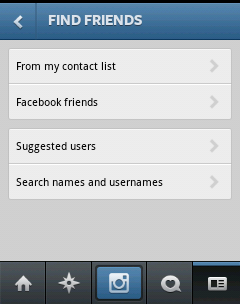 FIND FRIENDS
From my contact list
Facebook friends
Suggested users
Search names and usernames